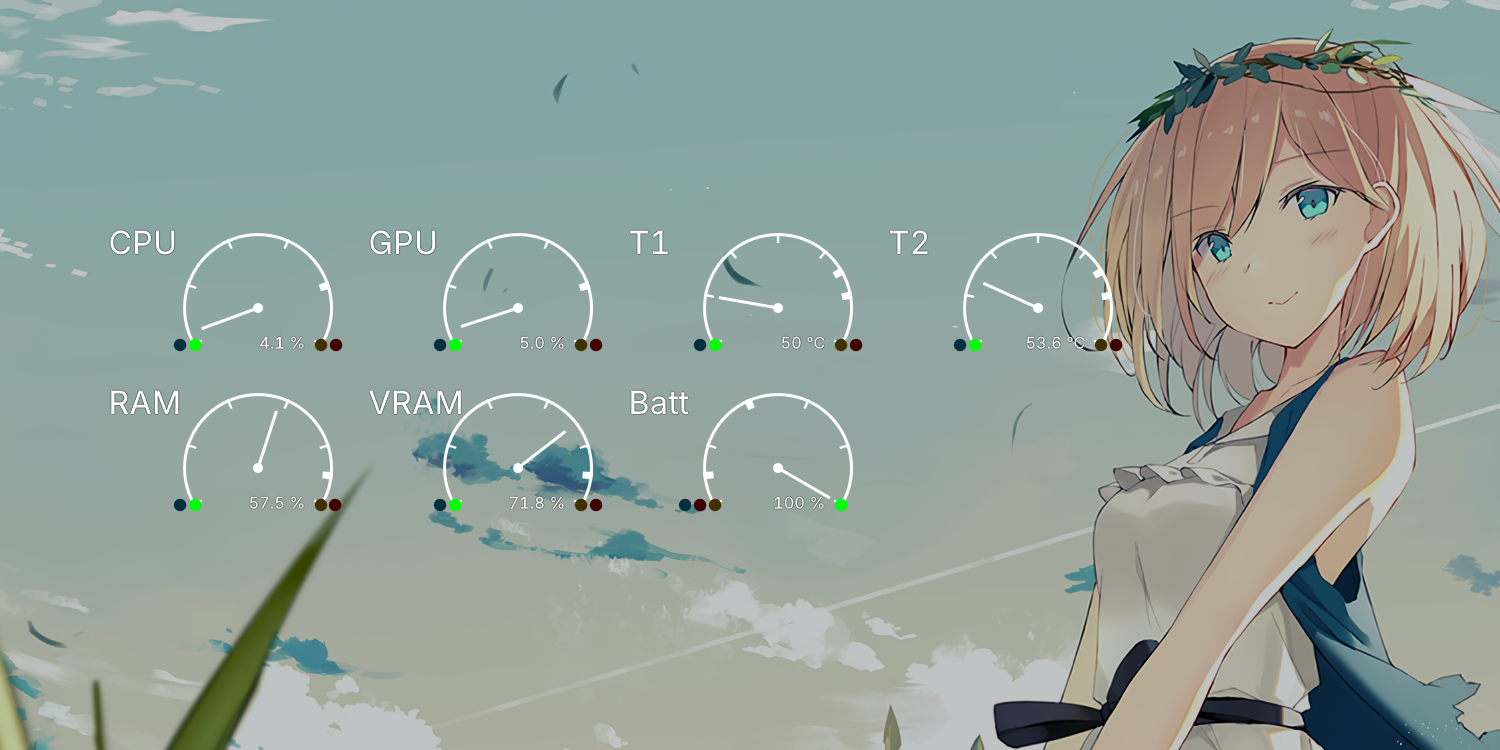 CPU
4.1 %
GPU
5.0 %
T1
50 °C
T2
53.6 °C
RAM
57.5 %
VRAM
71.8 %
Batt
100 %